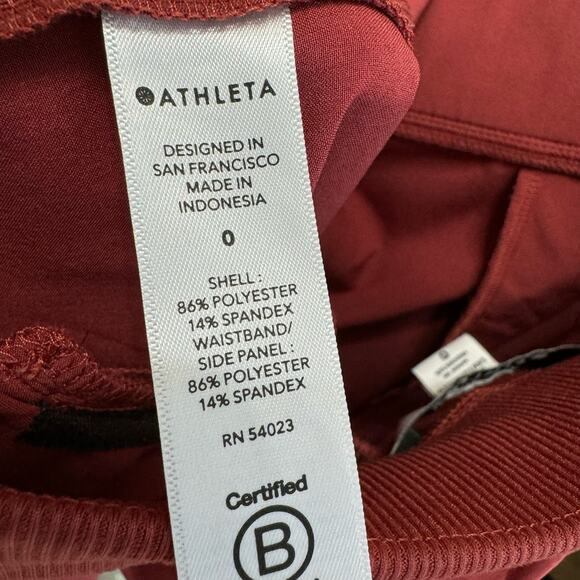 ATHLETA
DESIGNED IN
SAN FRANCISCO
MADE IN
INDONESIA
0
SHELL :
86% POLYESTER
14% SPANDEX
WAISTBAND/
SIDE PANEL :
86% POLYESTER
14% SPANDEX
RN 54023
Certified
B
0